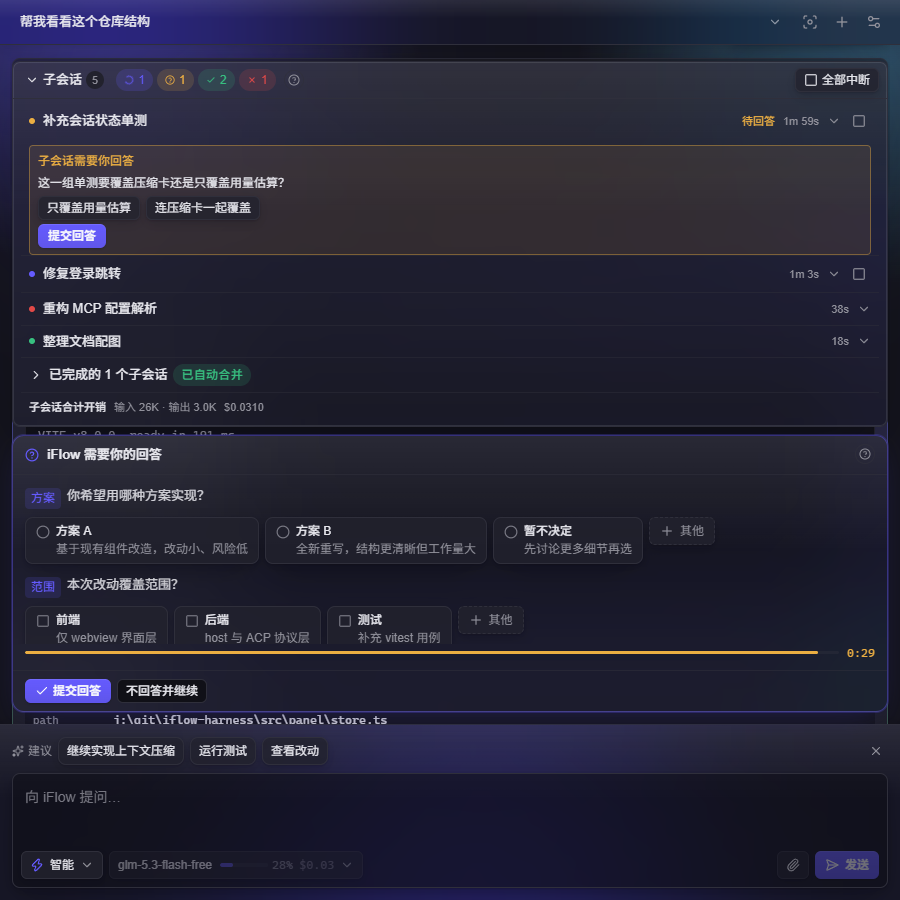 帮我看看这个仓库结构
子会话 5 1 1 2 1 全部中断
补充会话状态单测 待回答 1m 59s
子会话需要你回答
这一组单测要覆盖压缩卡还是只覆盖用量估算?
只覆盖用量估算 连压缩卡一起覆盖
提交回答
修复登录跳转 1m 3s
重构 MCP 配置解析 38s
整理文档配图 18s
已完成的 1 个子会话 已自动合并
子会话合计开销 输入 26K · 输出 3.0K $0.0310
VITE v8.0.0 ready in 191 ms
iFlow 需要你的回答
方案 你希望用哪种方案实现?
方案 A 方案 B 暂不决定 其他
基于现有组件改造，改动小、风险低 全新重写，结构更清晰但工作量大 先讨论更多细节再选
范围 本次改动覆盖范围?
前端 后端 测试 其他
仅 webview 界面层 host 与 ACP 协议层 补充 vitest 用例
0:29
提交回答 不回答并继续
path j:\git\iflow-harness\src\panel\store.ts
建议 继续实现上下文压缩 运行测试 查看改动
向 iFlow 提问…
智能 glm-5.3-flash-free 28% $0.03 发送